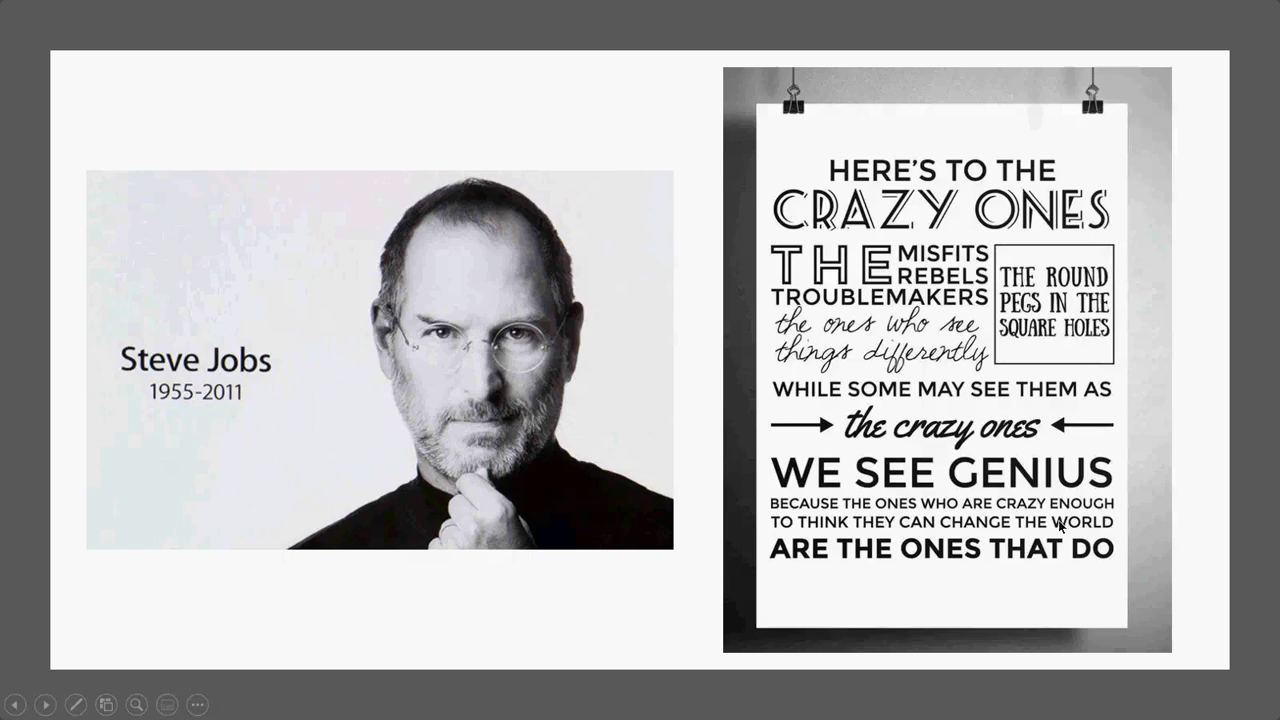 Steve Jobs
1955-2011
HERE'S TO THE
CRAZY ONES
THE MISFITS
REBELS
TROUBLEMAKERS
the ones who see
things differently
THE ROUND
PEGS IN THE
SQUARE HOLES
WHILE SOME MAY SEE THEM AS
the crazy ones
WE SEE GENIUS
BECAUSE THE ONES WHO ARE CRAZY ENOUGH
TO THINK THEY CAN CHANGE THE WORLD
ARE THE ONES THAT DO